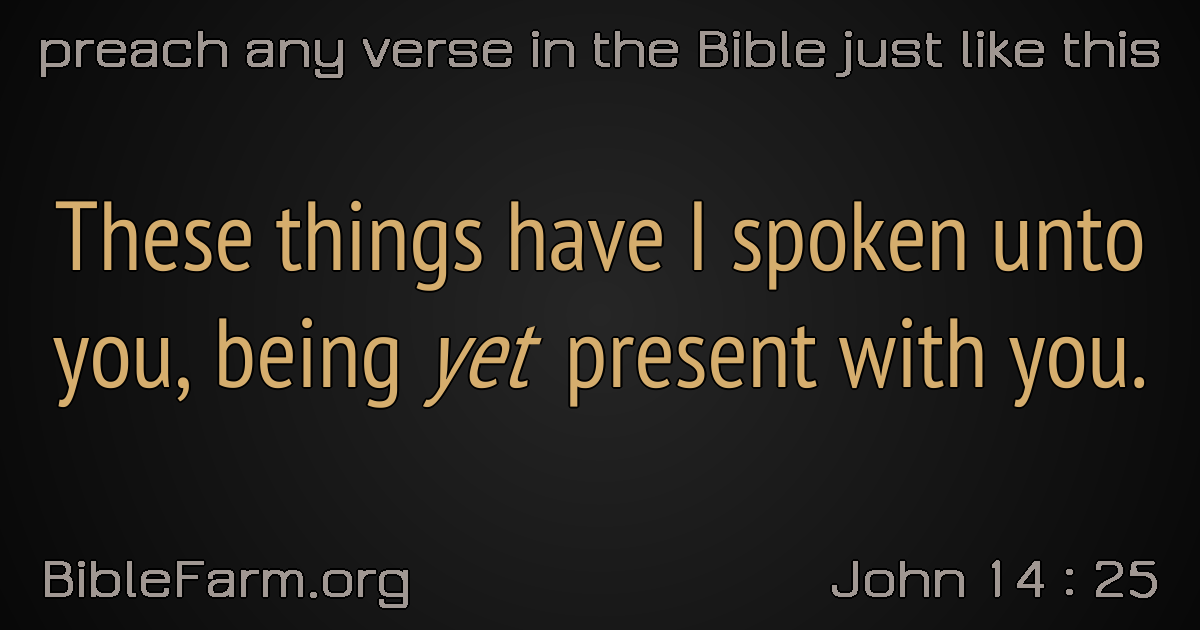 preach any verse in the Bible just like this
These things have I spoken unto
you, being yet present with you.
BibleFarm.org
John 14 : 25